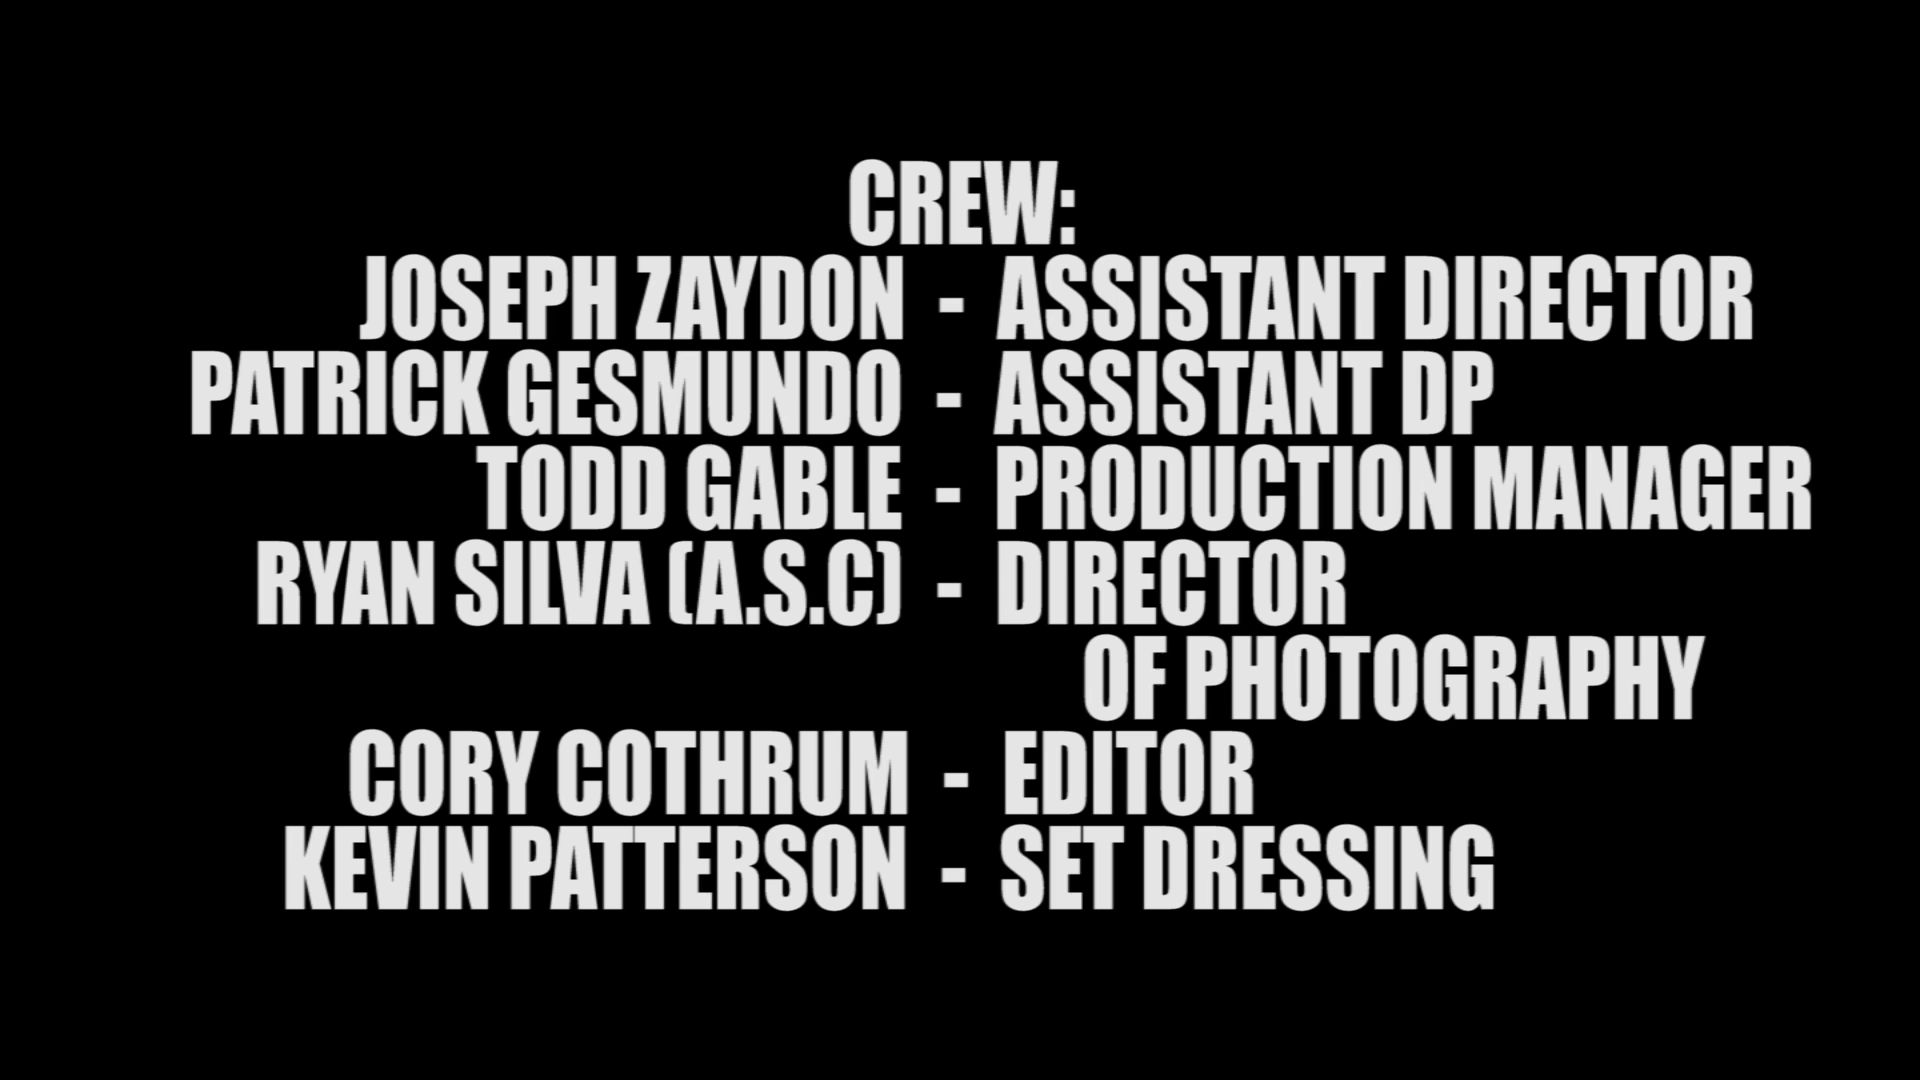 CREW:
JOSEPH ZAYDON - ASSISTANT DIRECTOR
PATRICK GESMUNDO - ASSISTANT DP
TODD GABLE - PRODUCTION MANAGER
RYAN SILVA (A.S.C) - DIRECTOR
OF PHOTOGRAPHY
CORY COTHRUM - EDITOR
KEVIN PATTERSON - SET DRESSING